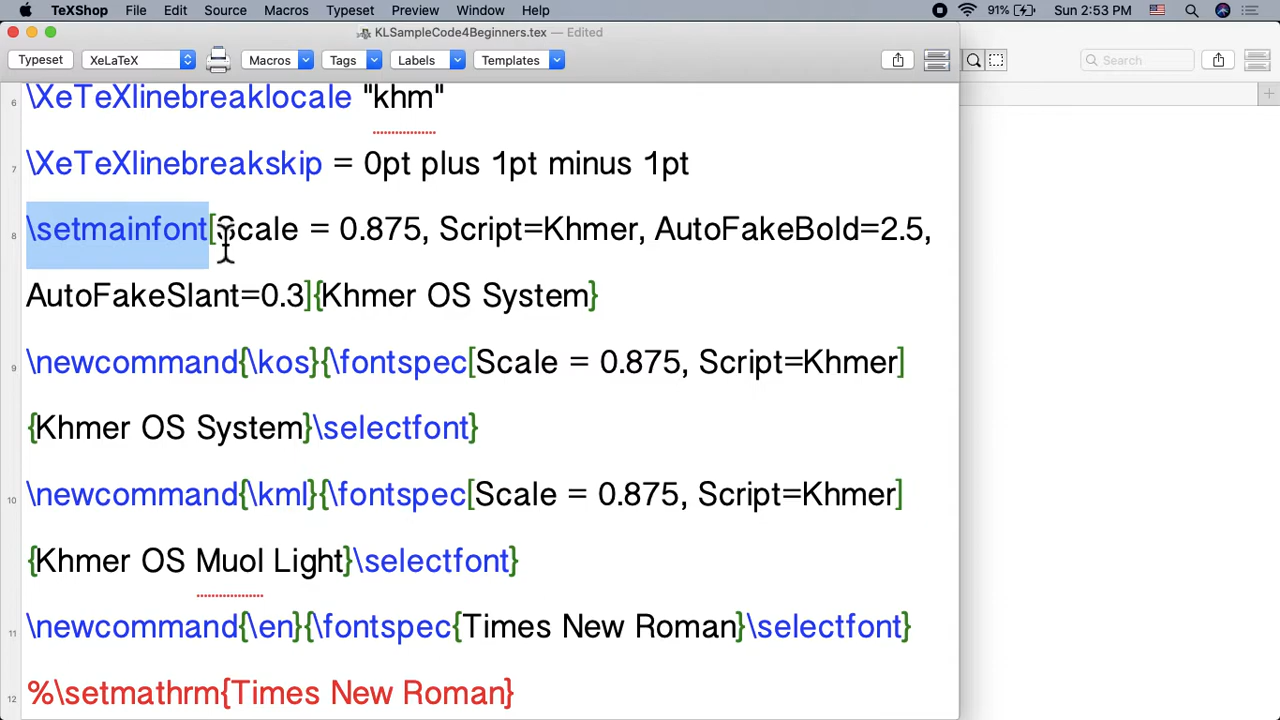 TeXShop File Edit Source Macros Typeset Preview Window Help 91% Sun 2:53 PM
KLSampleCode4Beginners.tex — Edited
Typeset XeLaTeX Macros Tags Labels Templates Search
6 \XeTeXlinebreaklocale "khm"
7 \XeTeXlinebreakskip = 0pt plus 1pt minus 1pt
8 \setmainfont[Scale = 0.875, Script=Khmer, AutoFakeBold=2.5,
AutoFakeSlant=0.3]{Khmer OS System}
9 \newcommand{\kos}{\fontspec[Scale = 0.875, Script=Khmer]
{Khmer OS System}\selectfont}
10 \newcommand{\kml}{\fontspec[Scale = 0.875, Script=Khmer]
{Khmer OS Muol Light}\selectfont}
11 \newcommand{\en}{\fontspec{Times New Roman}\selectfont}
12 %\setmathrm{Times New Roman}